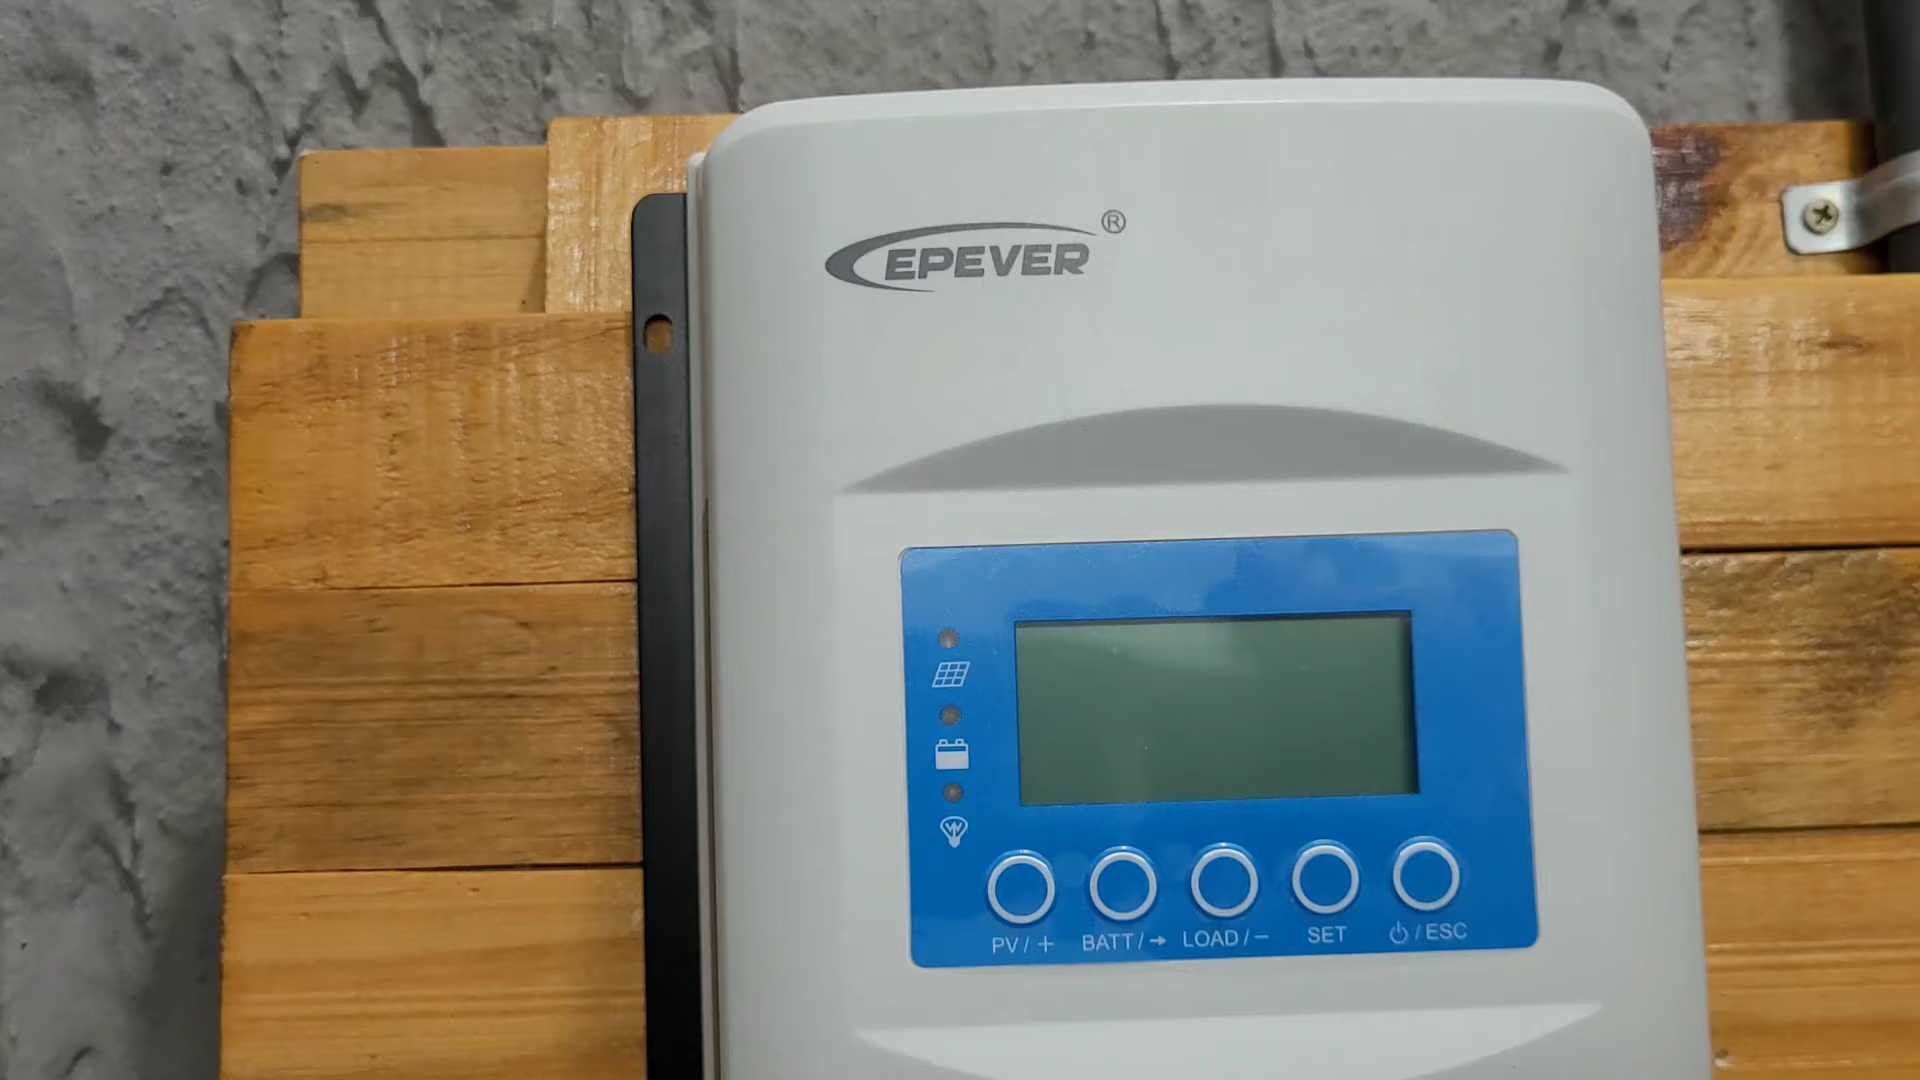 EPEVER®
PV / +
BATT / →
LOAD / −
SET
⏻ / ESC